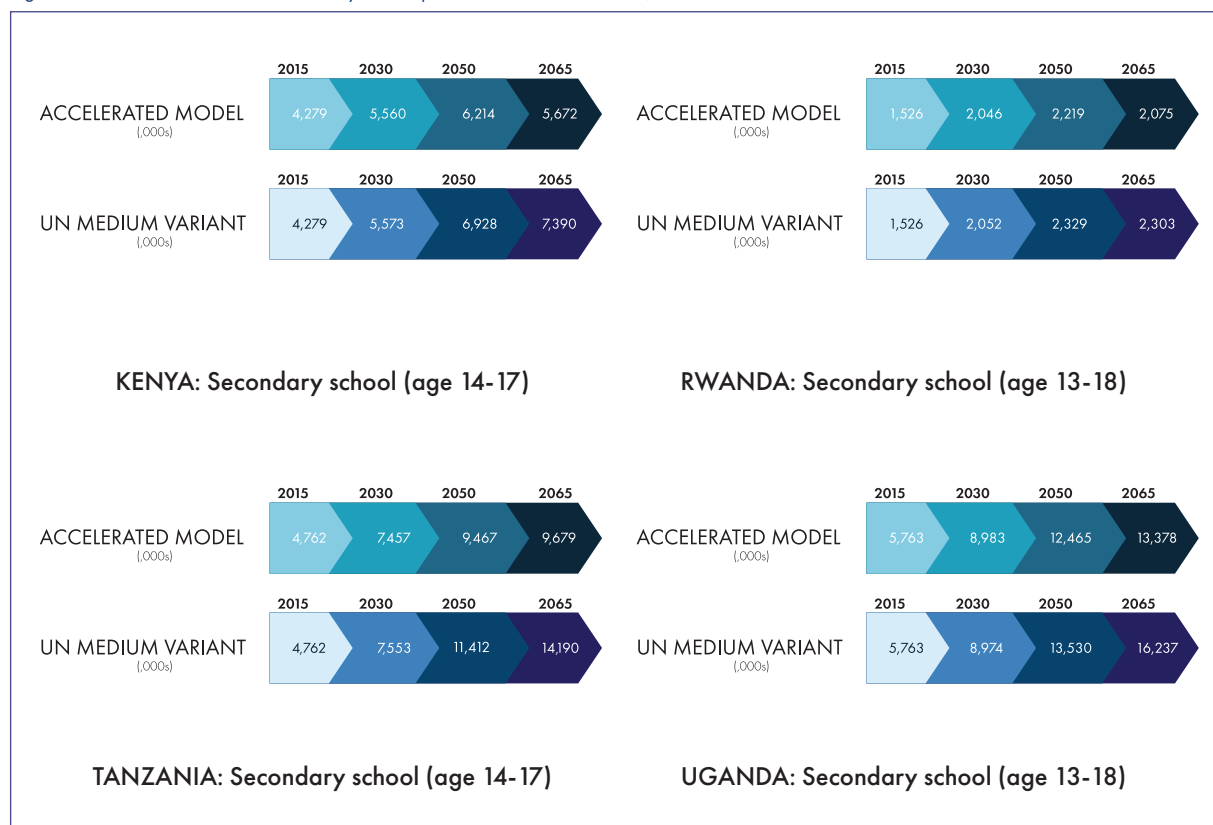 2015 2030 2050 2065
ACCELERATED MODEL 4,279 5,560 6,214 5,672
(,000s)
2015 2030 2050 2065
UN MEDIUM VARIANT 4,279 5,573 6,928 7,390
(,000s)
KENYA: Secondary school (age 14-17)
2015 2030 2050 2065
ACCELERATED MODEL 1,526 2,046 2,219 2,075
(,000s)
2015 2030 2050 2065
UN MEDIUM VARIANT 1,526 2,052 2,329 2,303
(,000s)
RWANDA: Secondary school (age 13-18)
2015 2030 2050 2065
ACCELERATED MODEL 4,762 7,457 9,467 9,679
(,000s)
2015 2030 2050 2065
UN MEDIUM VARIANT 4,762 7,553 11,412 14,190
(,000s)
TANZANIA: Secondary school (age 14-17)
2015 2030 2050 2065
ACCELERATED MODEL 5,763 8,983 12,465 13,378
(,000s)
2015 2030 2050 2065
UN MEDIUM VARIANT 5,763 8,974 13,530 16,237
(,000s)
UGANDA: Secondary school (age 13-18)